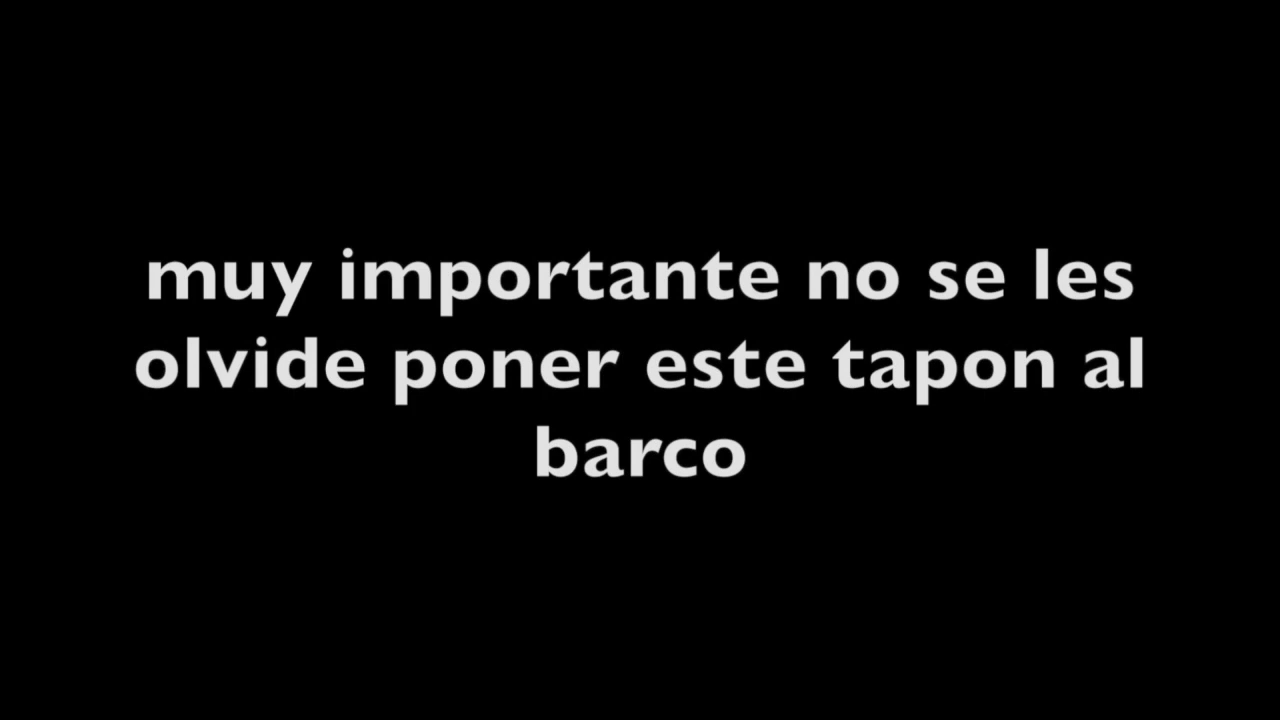 muy importante no se les
olvide poner este tapon al
barco